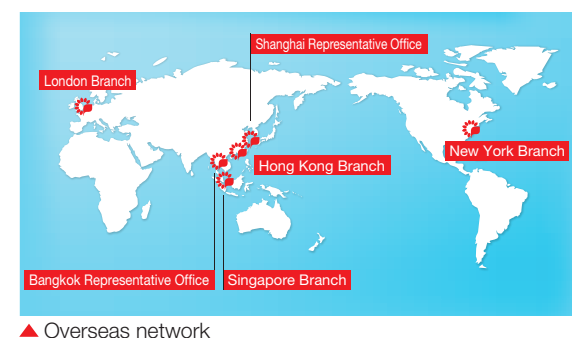 Shanghai Representative Office
London Branch
New York Branch
Hong Kong Branch
Bangkok Representative Office
Singapore Branch
▲ Overseas network